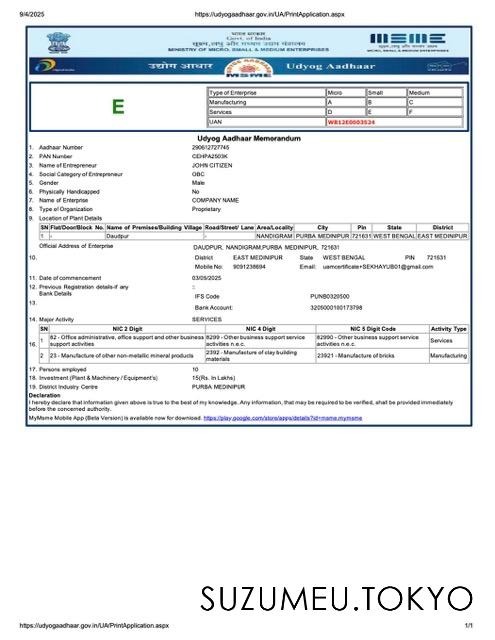 9/4/2025 https://udyogaadhaar.gov.in/UA/PrintApplication.aspx
भारत सरकार
Govt. of India
सूक्ष्म, लघु और मध्यम उद्यम मंत्रालय
MINISTRY OF MICRO, SMALL & MEDIUM ENTERPRISES
MSME
सूक्ष्म, लघु और मध्यम उद्यम
MICRO, SMALL & MEDIUM ENTERPRISES
उद्योग आधार MSME Udyog Aadhaar
E
Type of Enterprise Micro Small Medium
Manufacturing A B C
Services D E F
UAN WB12E0003524
Udyog Aadhaar Memorandum
1. Aadhar Number 290612727745
2. PAN Number CEHPA2503K
3. Name of Entrepreneur JOHN CITIZEN
4. Social Category of Entrepreneur OBC
5. Gender Male
6. Physically Handicapped No
7. Name of Enterprise COMPANY NAME
8. Type of Organization Proprietary
9. Location of Plant Details
SN Flat/Door/Block No. Name of Premises/Building Village Road/Street/ Lane Area/Locality City Pin State District
1 - Daudpur - NANDIGRAM PURBA MEDINIPUR 721631 WEST BENGAL EAST MEDINIPUR
Official Address of Enterprise DAUDPUR, NANDIGRAM,PURBA MEDINIPUR, 721631
10. District EAST MEDINIPUR State WEST BENGAL PIN 721631
Mobile No: 9091238694 Email: uamcertificate+SEKHAYUB01@gmail.com
11. Date of commencement 03/05/2025
12. Previous Registration details-if any :
Bank Details
13. IFS Code PUNB0320500
Bank Account: 3205000100173798
14. Major Activity SERVICES
SN NIC 2 Digit NIC 4 Digit NIC 5 Digit Code Activity Type
16. 1 82 - Office administrative, office support and other business support activities 8299 - Other business support service activities n.e.c. 82990 - Other business support service activities n.e.c. Services
2 23 - Manufacture of other non-metallic mineral products 2392 - Manufacture of clay building materials 23921 - Manufacture of bricks Manufacturing
17. Persons employed 10
18. Investment (Plant & Machinery / Equipment's) 15(Rs. In Lakhs)
19. District Industry Centre PURBA MEDINIPUR
Declaration
I hereby declare that information given above is true to the best of my knowledge. Any information, that may be required to be verified, shall be provided immediately
before the concerned authority.
MyMsme Mobile App (Beta Version) is available now for download. https://play.google.com/store/apps/details?id=msme.mymsme
SUZUMEU.TOKYO
https://udyogaadhaar.gov.in/UA/PrintApplication.aspx 1/1